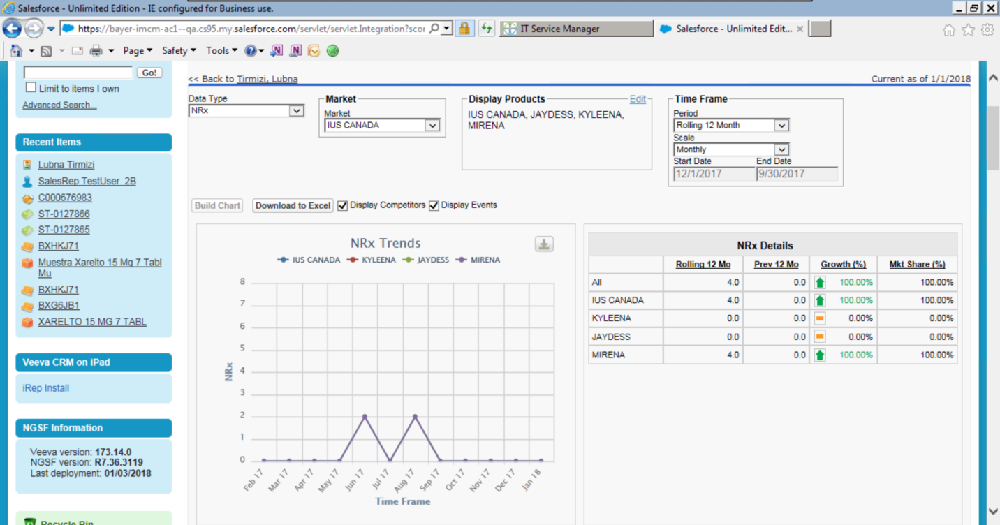 Salesforce - Unlimited Edition - IE configured for Business use.
https://bayer-imcm-ac1--qa.cs95.my.salesforce.com/servlet/servlet.Integration?scor
IT Service Manager
Salesforce - Unlimited Edit...
Page
Safety
Tools
Go!
Limit to items I own
Advanced Search...
Recent Items
Lubna Tirmizi
SalesRep TestUser_2B
C000676983
ST-0127866
ST-0127865
BXHKJ71
Muestra Xarelto 15 Mg 7 Tabl
Mu
BXHKJ71
BXG6JB1
XARELTO 15 MG 7 TABL
Veeva CRM on iPad
iRep Install
NGSF Information
Veeva version: 173.14.0
NGSF version: R7.36.3119
Last deployment: 01/03/2018
Recycle Bin
<< Back to Tirmizi, Lubna
Current as of 1/1/2018
Data Type
NRx
Market
Market
IUS CANADA
Display Products
Edit
IUS CANADA, JAYDESS, KYLEENA,
MIRENA
Time Frame
Period
Rolling 12 Month
Scale
Monthly
Start Date End Date
12/1/2017 9/30/2017
Build Chart
Download to Excel
Display Competitors
Display Events
NRx Trends
IUS CANADA KYLEENA JAYDESS MIRENA
8
7
6
5
4
3
2
1
0
NRx
Feb 17 Mar 17 Apr 17 May 17 Jun 17 Jul 17 Aug 17 Sep 17 Oct 17 Nov 17 Dec 17 Jan 18
Time Frame
NRx Details
Rolling 12 Mo Prev 12 Mo Growth (%) Mkt Share (%)
All 4.0 0.0 100.00% 100.00%
IUS CANADA 4.0 0.0 100.00% 100.00%
KYLEENA 0.0 0.0 0.00% 0.00%
JAYDESS 0.0 0.0 0.00% 0.00%
MIRENA 4.0 0.0 100.00% 100.00%